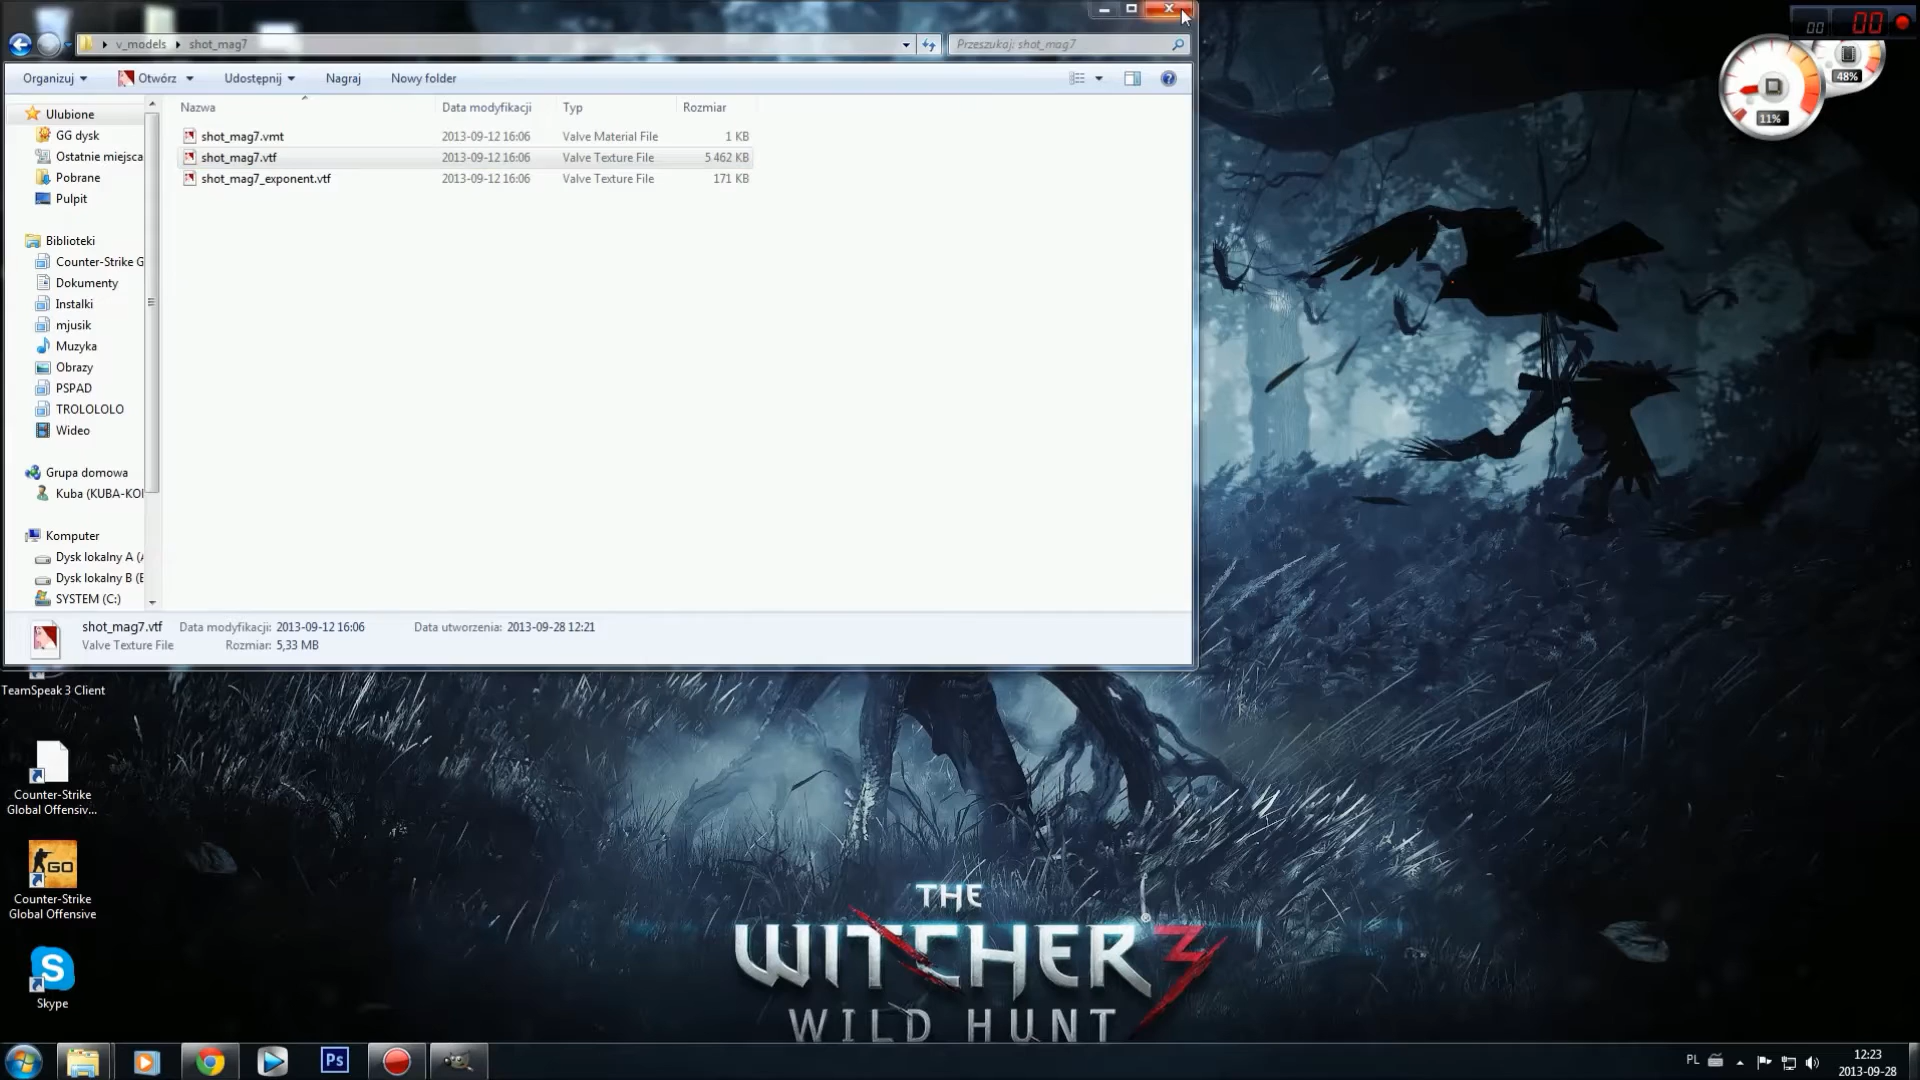 v_models
shot_mag7
Przeszukaj: shot_mag7
Organizuj
Otwórz
Udostępnij
Nagraj
Nowy folder
Nazwa
Data modyfikacji
Typ
Rozmiar
shot_mag7.vmt
2013-09-12 16:06
Valve Material File
1 KB
shot_mag7.vtf
2013-09-12 16:06
Valve Texture File
5 462 KB
shot_mag7_exponent.vtf
2013-09-12 16:06
Valve Texture File
171 KB
Ulubione
GG dysk
Ostatnie miejsca
Pobrane
Pulpit
Biblioteki
Counter-Strike G
Dokumenty
Instalki
mjusik
Muzyka
Obrazy
PSPAD
TROLOLOLO
Wideo
Grupa domowa
Kuba (KUBA-KO
Komputer
Dysk lokalny A (
Dysk lokalny B (
SYSTEM (C:)
shot_mag7.vtf
Data modyfikacji: 2013-09-12 16:06
Data utworzenia: 2013-09-28 12:21
Valve Texture File
Rozmiar: 5,33 MB
00
00
48%
11%
TeamSpeak 3 Client
Counter-Strike
Global Offensiv...
GO
Counter-Strike
Global Offensive
Skype
THE
WITCHER 3
WILD HUNT
Ps
PL
12:23
2013-09-28